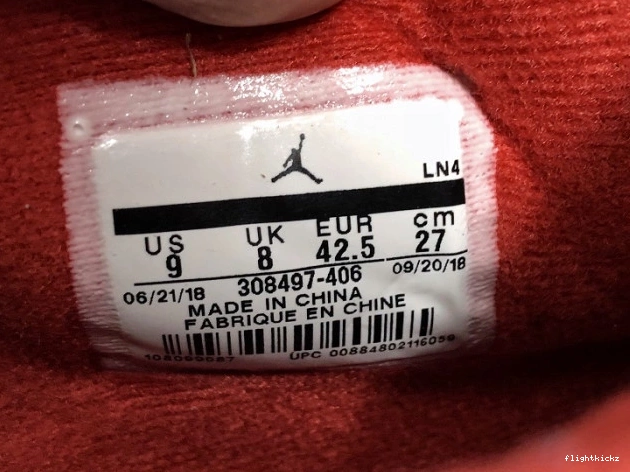 LN4
US UK EUR cm
9 8 42.5 27
06/21/18 308497-406 09/20/18
MADE IN CHINA
FABRIQUE EN CHINE
UPC 00884802116059
flightkickz